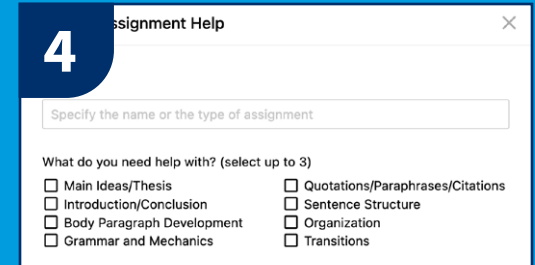 4
ssignment Help
Specify the name or the type of assignment
What do you need help with? (select up to 3)
Main Ideas/Thesis
Introduction/Conclusion
Body Paragraph Development
Grammar and Mechanics
Quotations/Paraphrases/Citations
Sentence Structure
Organization
Transitions